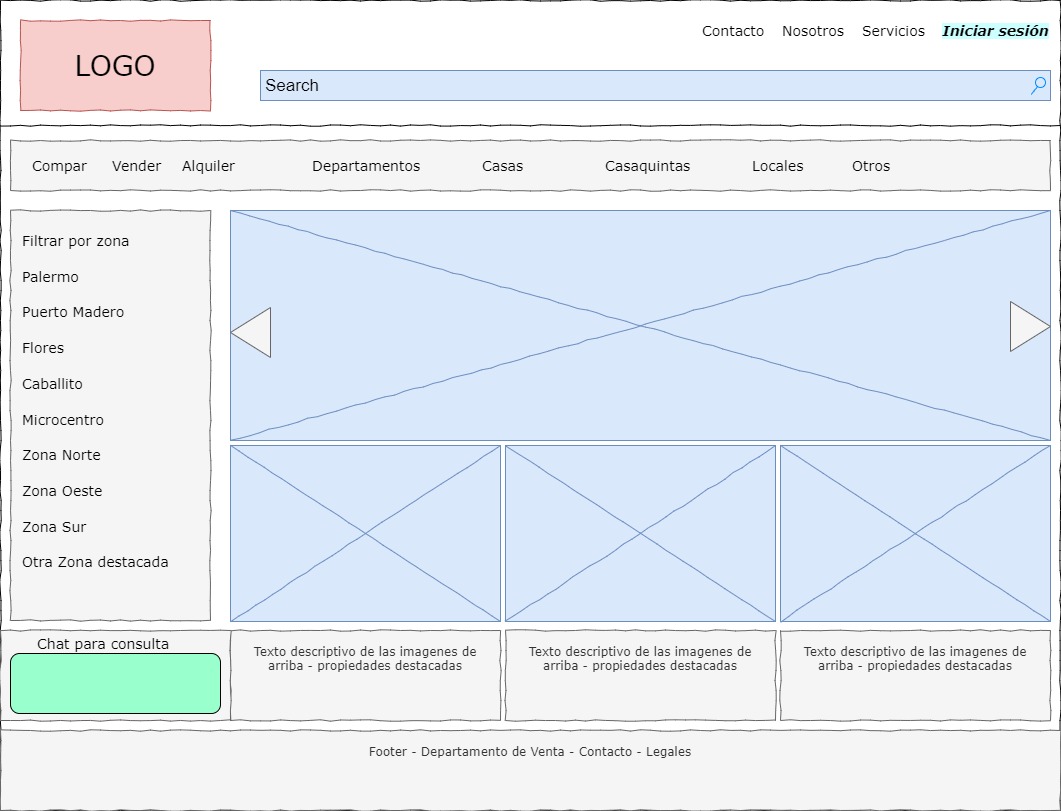 LOGO
Contacto Nosotros Servicios Iniciar sesión
Search
Compar Vender Alquiler Departamentos Casas Casaquintas Locales Otros
Filtrar por zona
Palermo
Puerto Madero
Flores
Caballito
Microcentro
Zona Norte
Zona Oeste
Zona Sur
Otra Zona destacada
Chat para consulta
Texto descriptivo de las imagenes de
arriba - propiedades destacadas
Texto descriptivo de las imagenes de
arriba - propiedades destacadas
Texto descriptivo de las imagenes de
arriba - propiedades destacadas
Footer - Departamento de Venta - Contacto - Legales